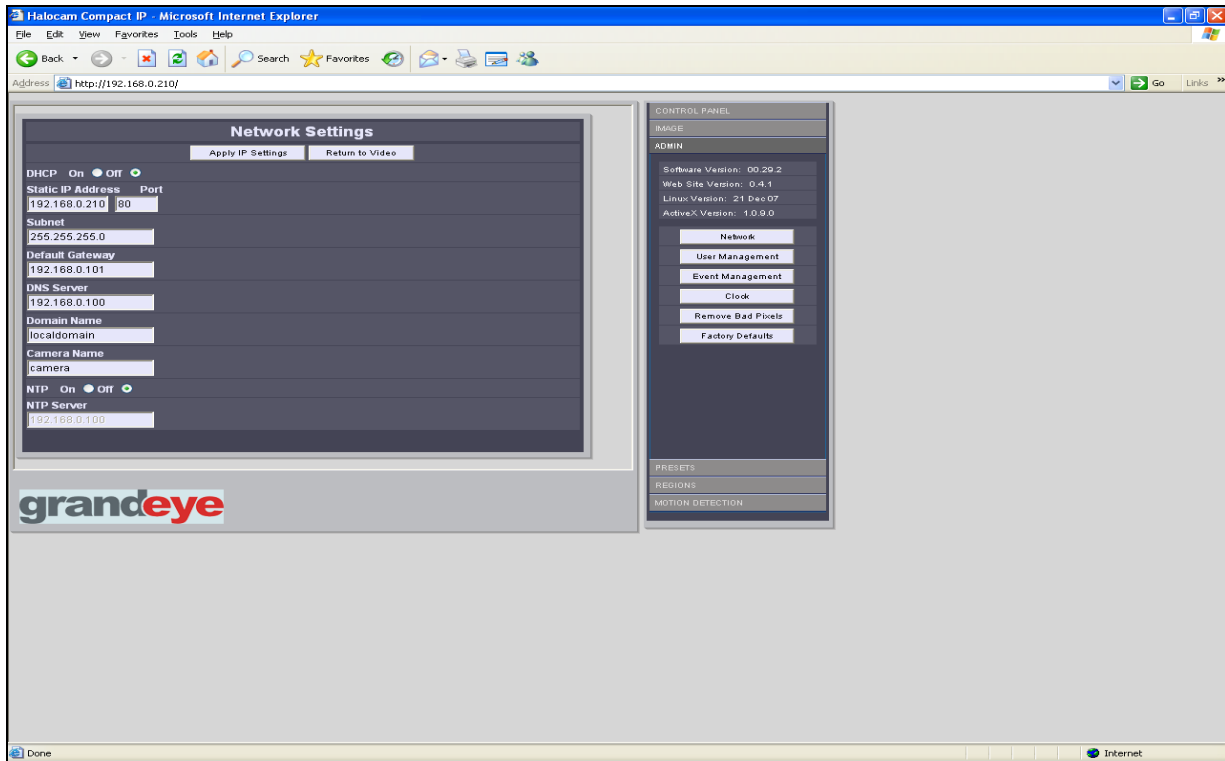 Halocam Compact IP - Microsoft Internet Explorer
File Edit View Favorites Tools Help
Back Search Favorites
Address http://192.168.0.210/ Go Links »
Network Settings
Apply IP Settings Return to Video
DHCP On Off
Static IP Address Port
192.168.0.210 80
Subnet
255.255.255.0
Default Gateway
192.168.0.101
DNS Server
192.168.0.100
Domain Name
localdomain
Camera Name
camera
NTP On Off
NTP Server
192.168.0.100
grandeye
CONTROL PANEL
IMAGE
ADMIN
Software Version: 00.29.2
Web Site Version: 0.4.1
Linux Version: 21 Dec 07
ActiveX Version: 1.0.9.0
Network
User Management
Event Management
Clock
Remove Bad Pixels
Factory Defaults
PRESETS
REGIONS
MOTION DETECTION
Done Internet